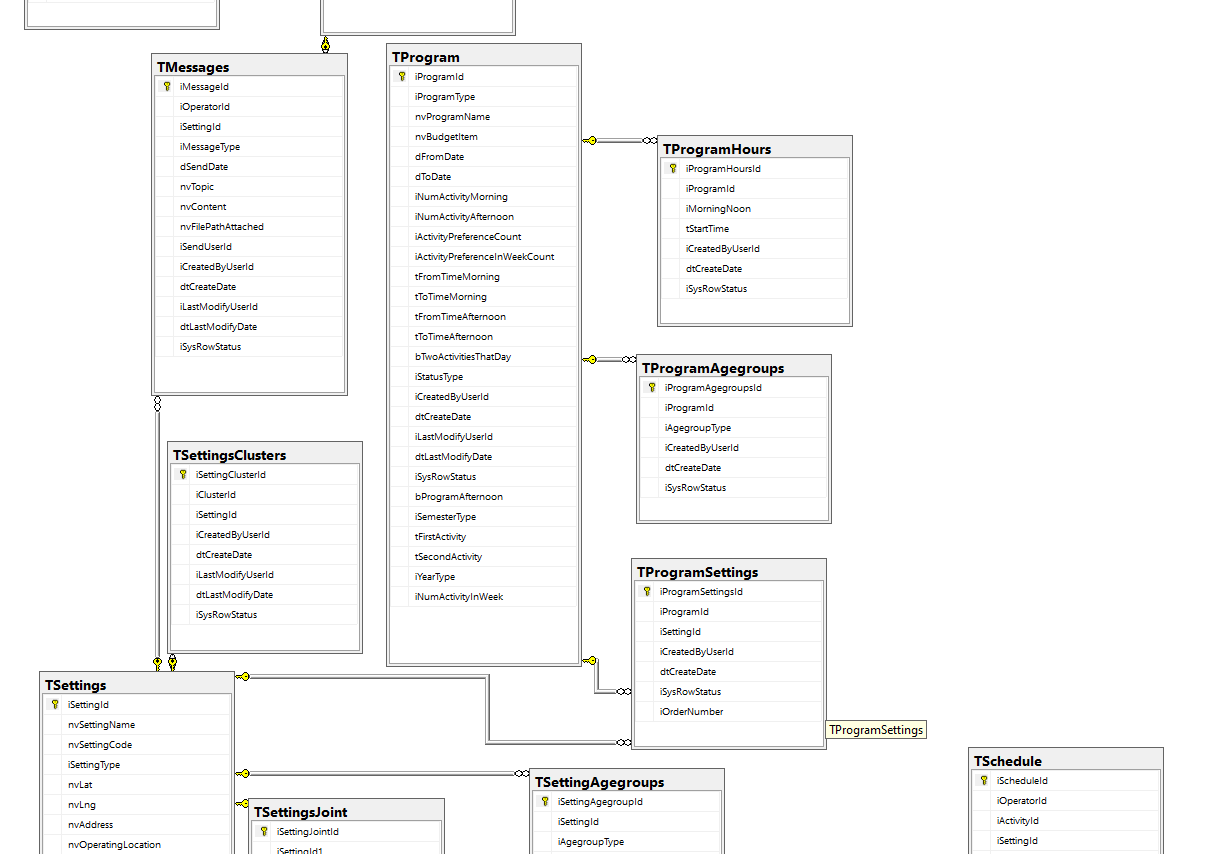 TMessages
iMessageId
iOperatorId
iSettingId
iMessageType
dSendDate
nvTopic
nvContent
nvFilePathAttached
iSendUserId
iCreatedByUserId
dtCreateDate
iLastModifyUserId
dtLastModifyDate
iSysRowStatus
TProgram
iProgramId
iProgramType
nvProgramName
nvBudgetItem
dFromDate
dToDate
iNumActivityMorning
iNumActivityAfternoon
iActivityPreferenceCount
iActivityPreferenceInWeekCount
tFromTimeMorning
tToTimeMorning
tFromTimeAfternoon
tToTimeAfternoon
bTwoActivitiesThatDay
iStatusType
iCreatedByUserId
dtCreateDate
iLastModifyUserId
dtLastModifyDate
iSysRowStatus
bProgramAfternoon
iSemesterType
tFirstActivity
tSecondActivity
iYearType
iNumActivityInWeek
TProgramHours
iProgramHoursId
iProgramId
iMorningNoon
tStartTime
iCreatedByUserId
dtCreateDate
iSysRowStatus
TProgramAgegroups
iProgramAgegroupsId
iProgramId
iAgegroupType
iCreatedByUserId
dtCreateDate
iSysRowStatus
TSettingsClusters
iSettingClusterId
iClusterId
iSettingId
iCreatedByUserId
dtCreateDate
iLastModifyUserId
dtLastModifyDate
iSysRowStatus
TProgramSettings
iProgramSettingsId
iProgramId
iSettingId
iCreatedByUserId
dtCreateDate
iSysRowStatus
iOrderNumber
TProgramSettings
TSettings
iSettingId
nvSettingName
nvSettingCode
iSettingType
nvLat
nvLng
nvAddress
nvOperatingLocation
TSettingsJoint
iSettingJointId
iSettingId1
TSettingAgegroups
iSettingAgegroupId
iSettingId
iAgegroupType
TSchedule
iScheduleId
iOperatorId
iActivityId
iSettingId